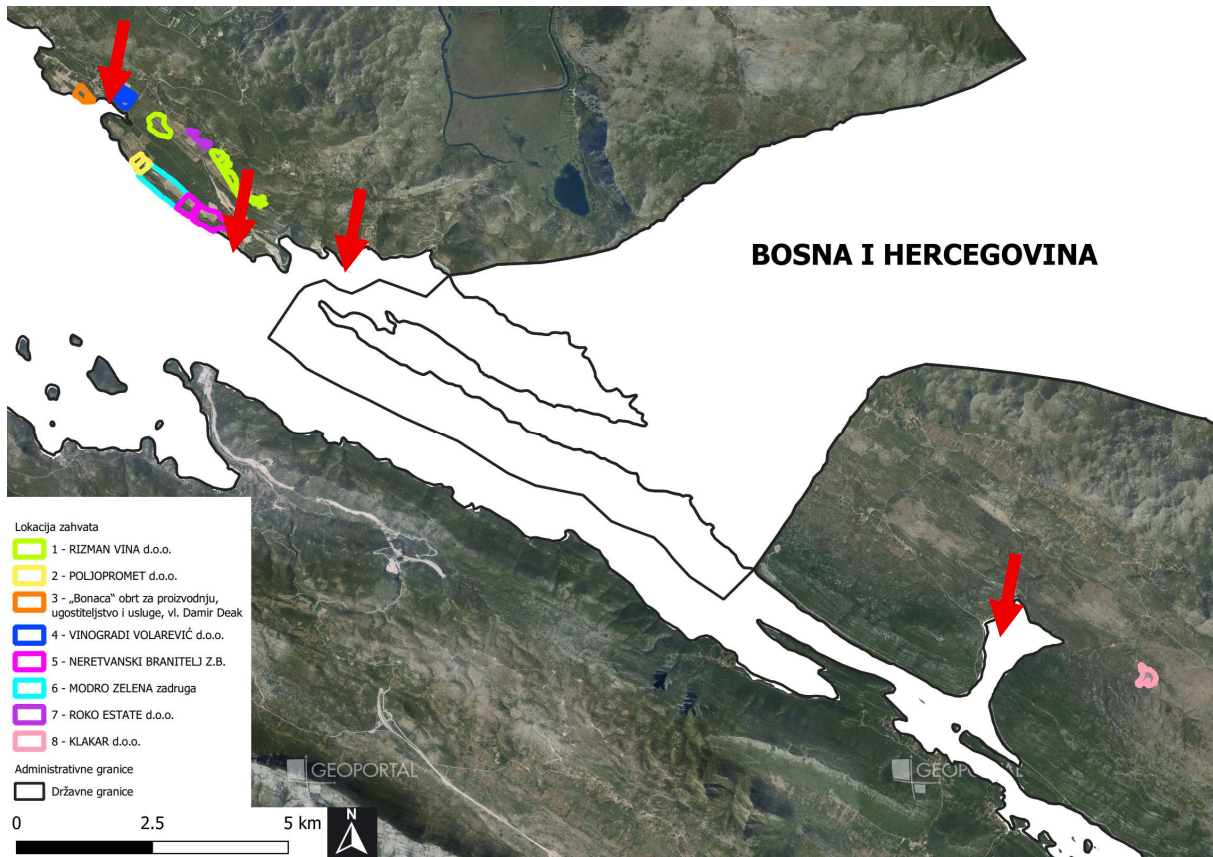 BOSNA I HERCEGOVINA
Lokacija zahvata
1 - RIZMAN VINA d.o.o.
2 - POLJOPROMET d.o.o.
3 - „Bonaca“ obrt za proizvodnju,
ugostiteljstvo i usluge, vl. Damir Deak
4 - VINOGRADI VOLAREVIĆ d.o.o.
5 - NERETVANSKI BRANITELJ Z.B.
6 - MODRO ZELENA zadruga
7 - ROKO ESTATE d.o.o.
8 - KLAKAR d.o.o.
Administrativne granice
Državne granice
0 2.5 5 km
N
GEOPORTAL
GEOPORTAL